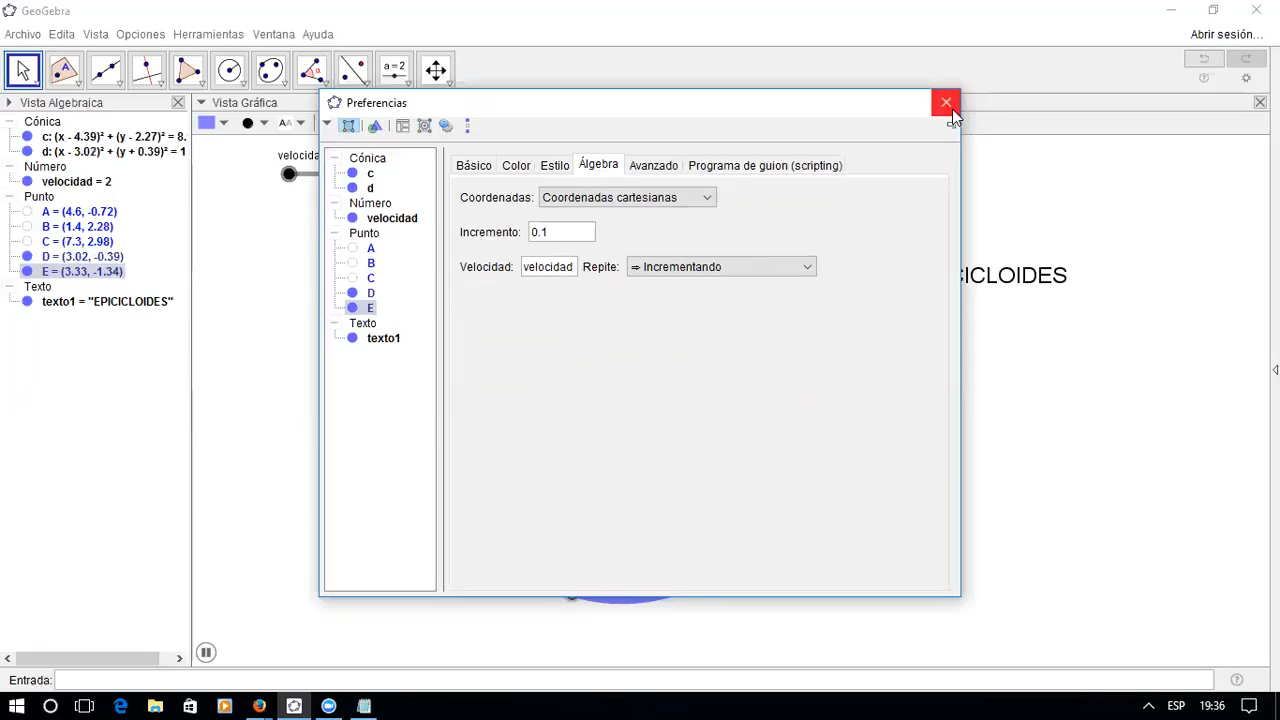 GeoGebra
Archivo Edita Vista Opciones Herramientas Ventana Ayuda
Abrir sesión...
A
a = 2
Vista Algebraica
Vista Gráfica
Cónica
c: (x - 4.39)² + (y - 2.27)² = 8.
d: (x - 3.02)² + (y + 0.39)² = 1
Número
velocidad = 2
Punto
A = (4.6, -0.72)
B = (1.4, 2.28)
C = (7.3, 2.98)
D = (3.02, -0.39)
E = (3.33, -1.34)
Texto
texto1 = "EPICICLOIDES"
AA
velocida
Preferencias
Cónica
c
d
Número
velocidad
Punto
A
B
C
D
E
Texto
texto1
Básico Color Estilo Álgebra Avanzado Programa de guion (scripting)
Coordenadas: Coordenadas cartesianas
Incremento: 0.1
Velocidad: velocidad Repite: ⇒ Incrementando
CICLOIDES
Entrada:
ESP 19:36